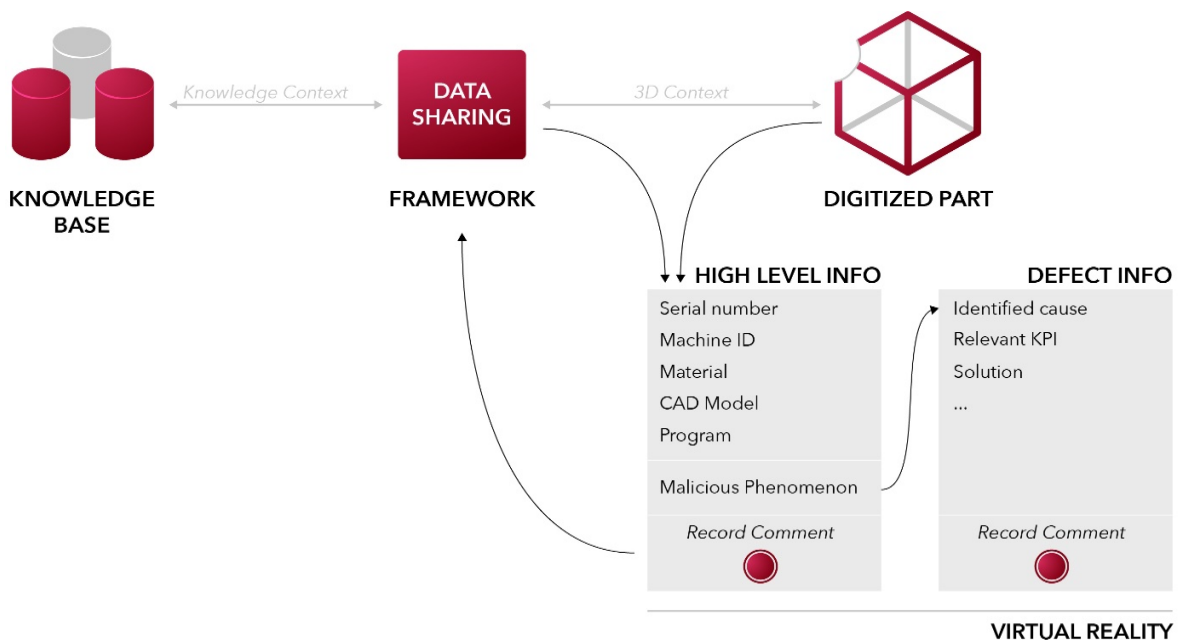 Knowledge Context
DATA
SHARING
3D Context
KNOWLEDGE
BASE
FRAMEWORK
DIGITIZED PART
HIGH LEVEL INFO
Serial number
Machine ID
Material
CAD Model
Program
Malicious Phenomenon
Record Comment
DEFECT INFO
Identified cause
Relevant KPI
Solution
...
Record Comment
VIRTUAL REALITY